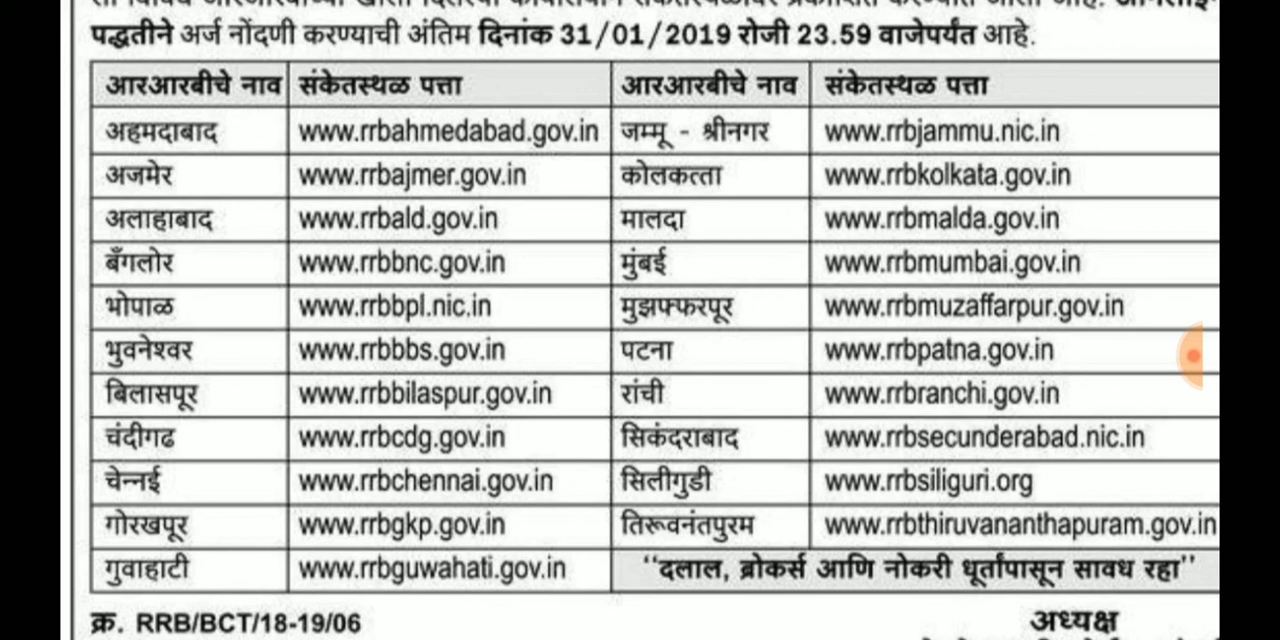 पद्धतीने अर्ज नोंदणी करण्याची अंतिम दिनांक 31/01/2019 रोजी 23.59 वाजेपर्यंत आहे.
आरआरबीचे नाव संकेतस्थळ पत्ता आरआरबीचे नाव संकेतस्थळ पत्ता
अहमदाबाद www.rrbahmedabad.gov.in जम्मू - श्रीनगर www.rrbjammu.nic.in
अजमेर www.rrbajmer.gov.in कोलकत्ता www.rrbkolkata.gov.in
अलाहाबाद www.rrbald.gov.in मालदा www.rrbmalda.gov.in
बँगलोर www.rrbbnc.gov.in मुंबई www.rrbmumbai.gov.in
भोपाळ www.rrbbpl.nic.in मुझफ्फरपूर www.rrbmuzaffarpur.gov.in
भुवनेश्वर www.rrbbbs.gov.in पटना www.rrbpatna.gov.in
बिलासपूर www.rrbbilaspur.gov.in रांची www.rrbranchi.gov.in
चंदीगढ www.rrbcdg.gov.in सिकंदराबाद www.rrbsecunderabad.nic.in
चेन्नई www.rrbchennai.gov.in सिलीगुडी www.rrbsiliguri.org
गोरखपूर www.rrbgkp.gov.in तिरूवनंतपुरम www.rrbthiruvananthapuram.gov.in
गुवाहाटी www.rrbguwahati.gov.in “दलाल, ब्रोकर्स आणि नोकरी धूर्तांपासून सावध रहा”
क्र. RRB/BCT/18-19/06 अध्यक्ष